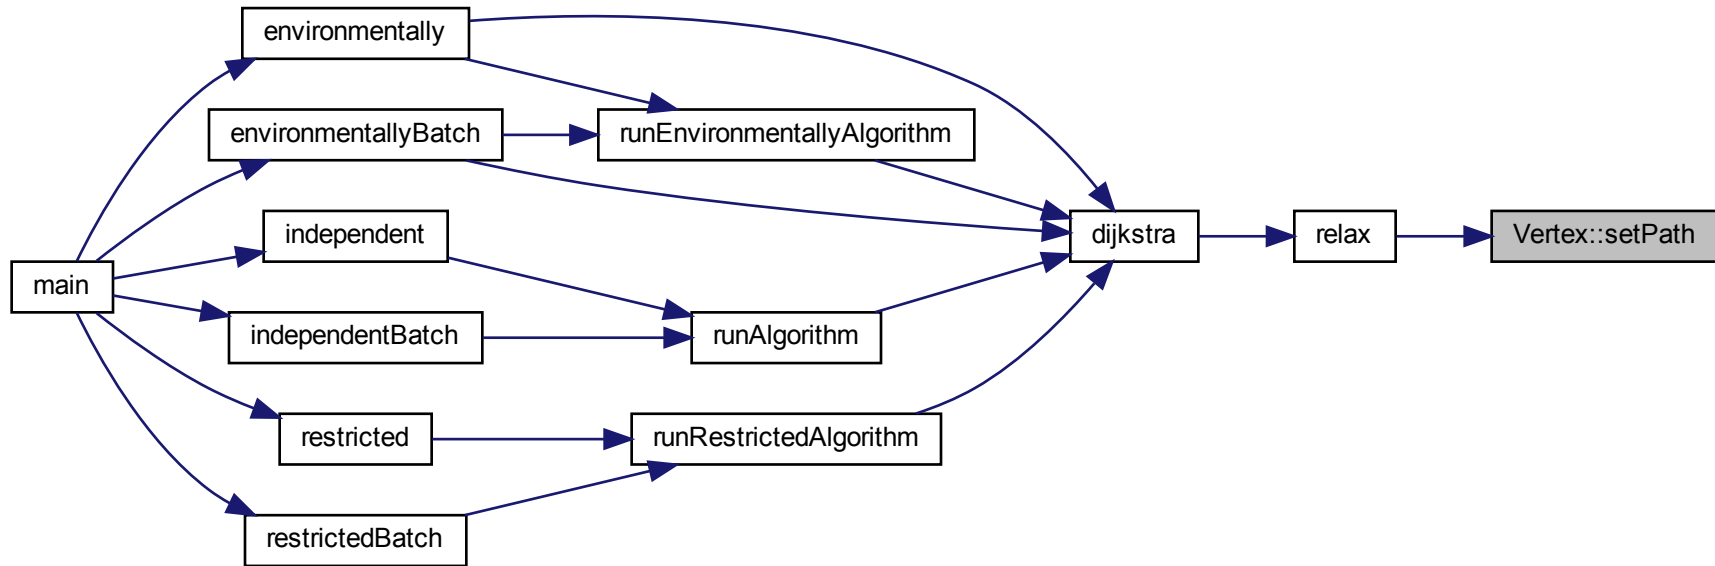 environmentally
environmentallyBatch
runEnvironmentallyAlgorithm
independent
dijkstra
relax
Vertex::setPath
main
independentBatch
runAlgorithm
restricted
runRestrictedAlgorithm
restrictedBatch